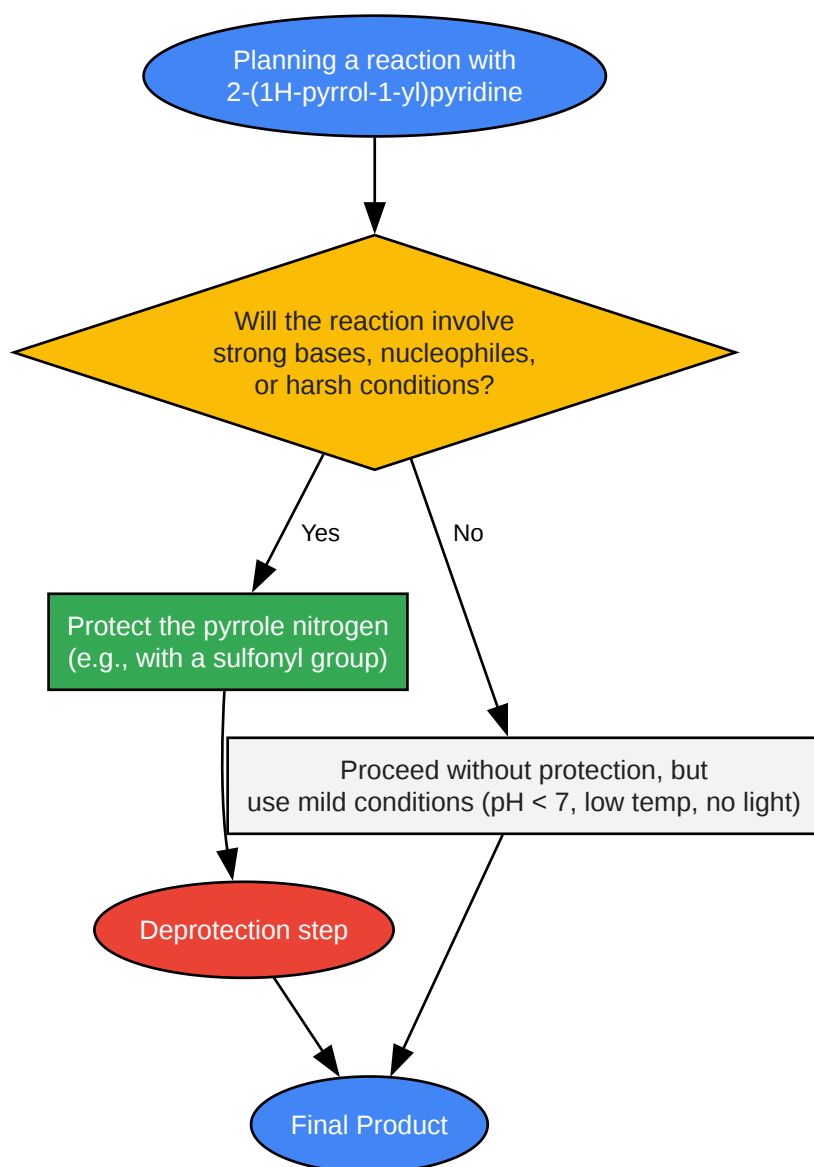 Planning a reaction with
2-(1H-pyrrol-1-yl)pyridine
Will the reaction involve
strong bases, nucleophiles,
or harsh conditions?
Yes
No
Protect the pyrrole nitrogen
(e.g., with a sulfonyl group)
Proceed without protection, but
use mild conditions (pH < 7, low temp, no light)
Deprotection step
Final Product